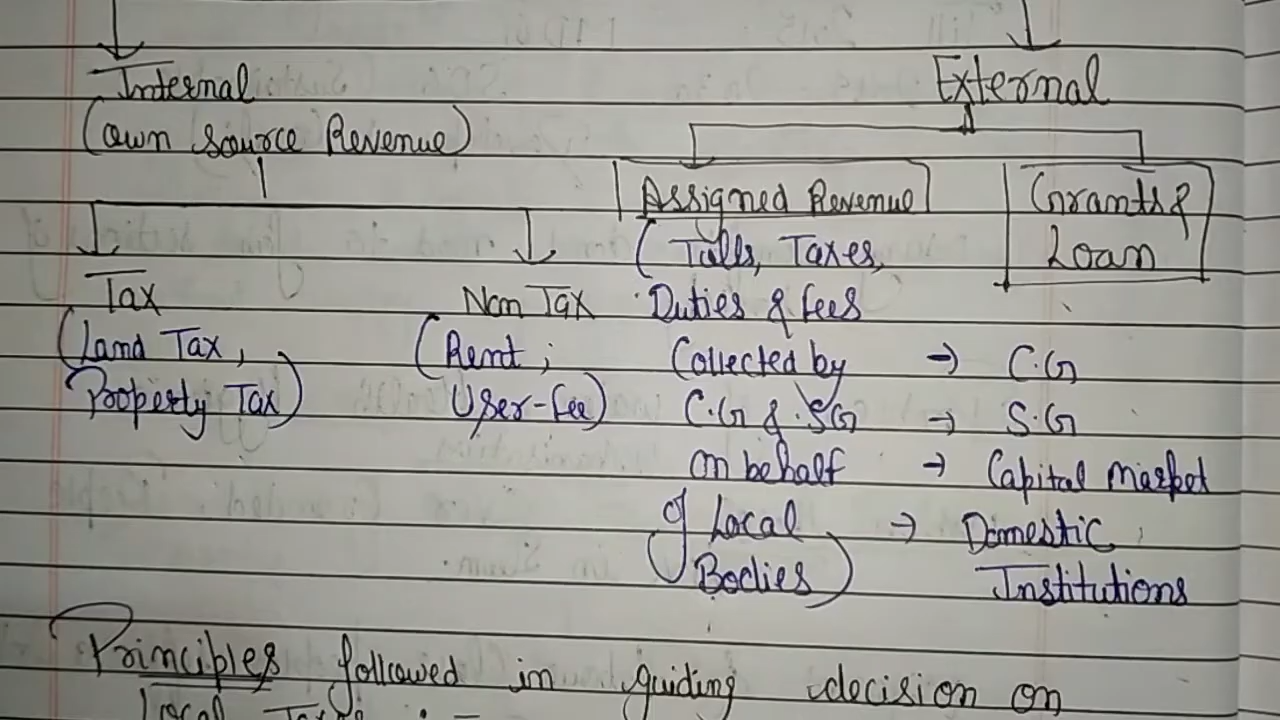 Internal
(own source Revenue)
Tax
(Land Tax,
Property Tax)
Non Tax
(Rent,
User-fee)
External
Assigned Revenue
(Tolls, Taxes,
Duties & fees
Collected by
C.G & SG
on behalf
of Local
Bodies)
Grants &
Loan
→ C.G
→ S.G
→ Capital Market
→ Domestic
Institutions
Principles followed in guiding decision on
Local